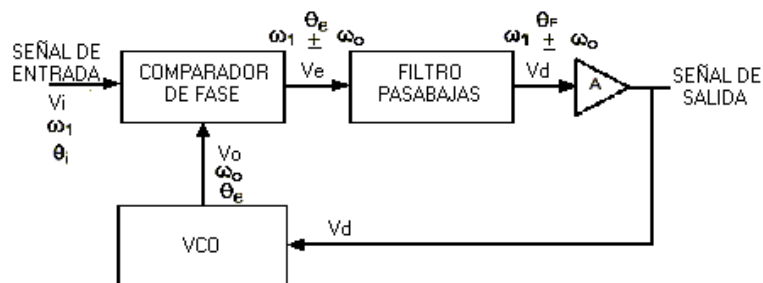 SEÑAL DE
ENTRADA
Vi
ω1
θi
COMPARADOR
DE FASE
θe
ω1 ± ωo
Ve
FILTRO
PASABAJAS
θF
ω1 ± ωo
Vd
A
SEÑAL DE
SALIDA
Vo
ωo
θe
VCO
Vd